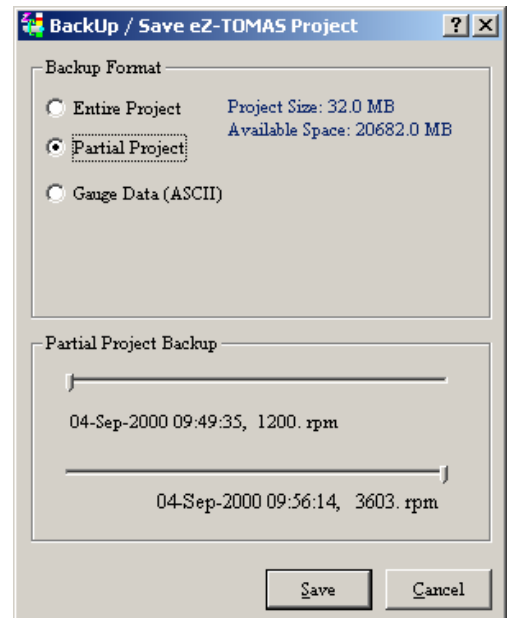 BackUp / Save eZ-TOMAS Project
Backup Format
Entire Project
Project Size: 32.0 MB
Available Space: 20682.0 MB
Partial Project
Gauge Data (ASCII)
Partial Project Backup
04-Sep-2000 09:49:35, 1200. rpm
04-Sep-2000 09:56:14, 3603. rpm
Save
Cancel